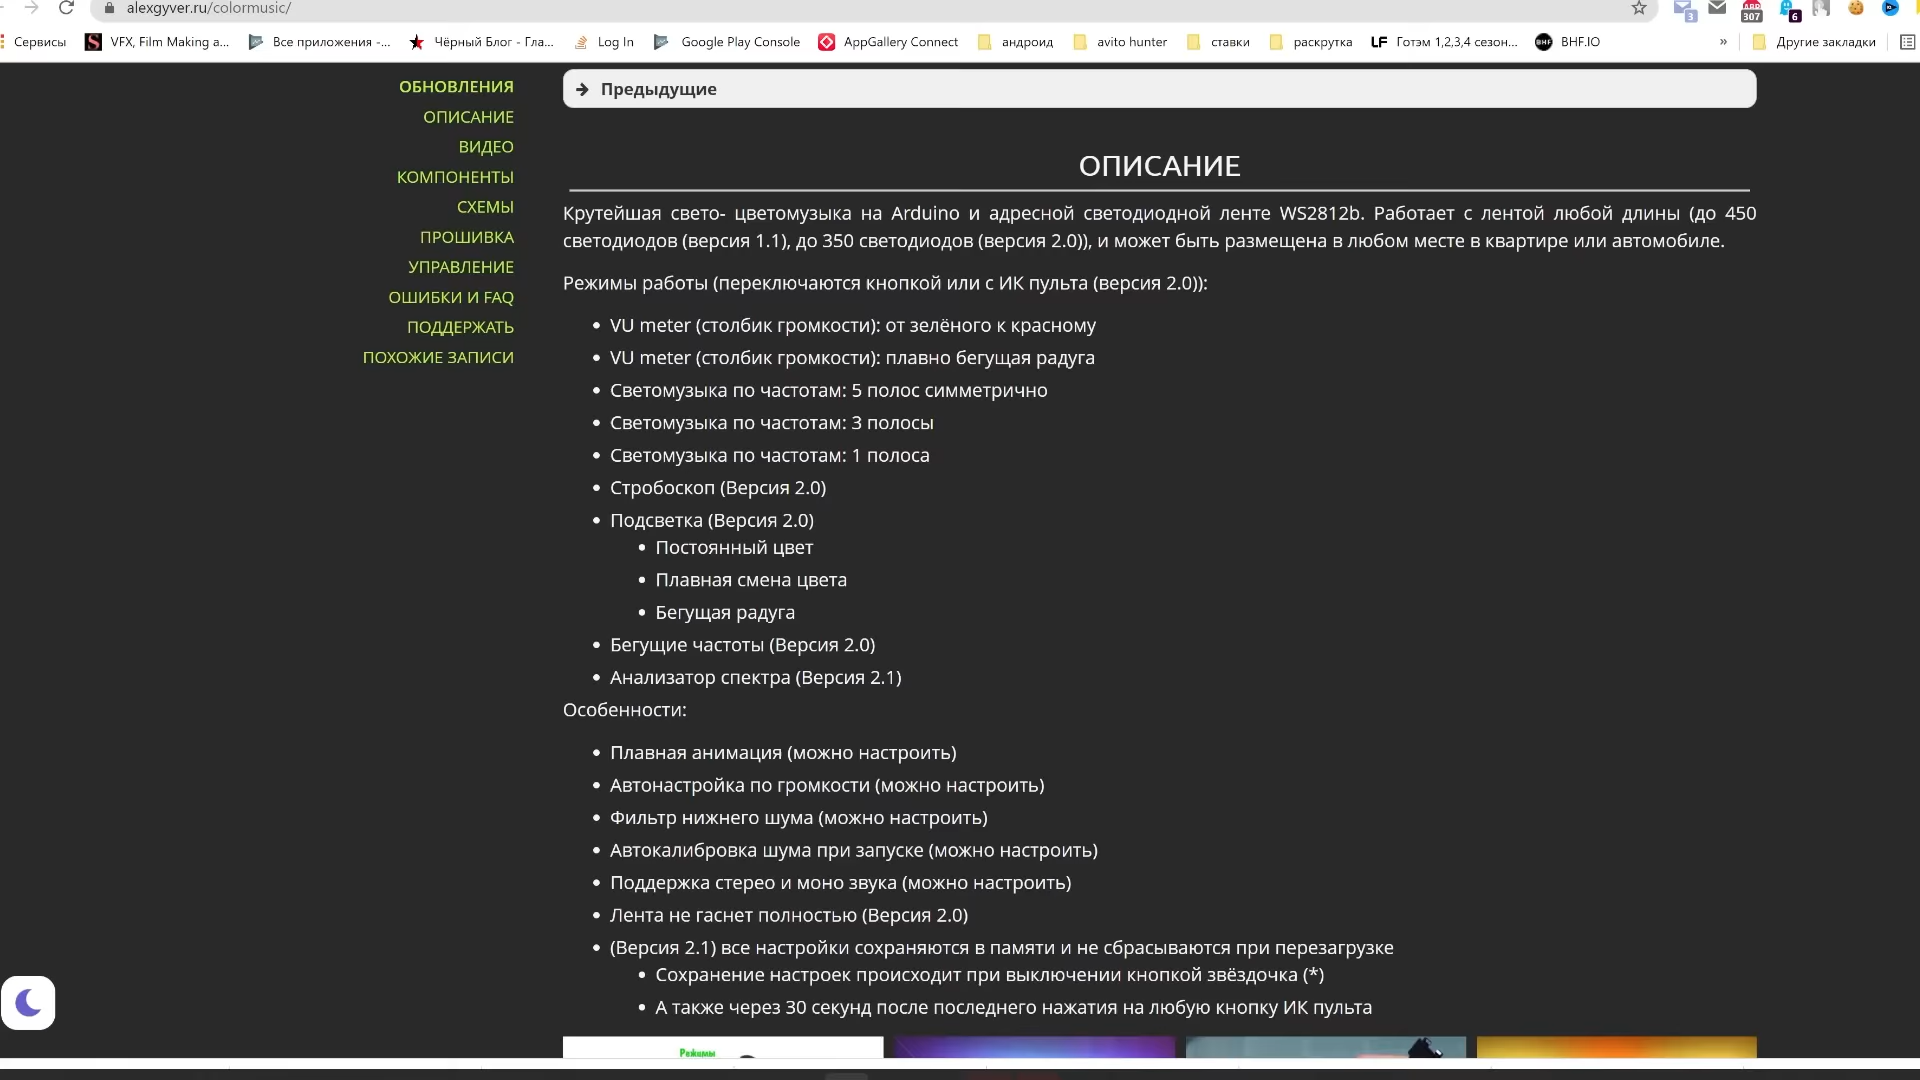 alexgyver.ru/colormusic/
3
307
6
Сервисы
VFX, Film Making a...
Все приложения -...
Чёрный Блог - Гла...
Log In
Google Play Console
AppGallery Connect
андроид
avito hunter
ставки
раскрутка
LF
Готэм 1,2,3,4 сезон...
BHF.IO
»
Другие закладки
ОБНОВЛЕНИЯ
ОПИСАНИЕ
ВИДЕО
КОМПОНЕНТЫ
СХЕМЫ
ПРОШИВКА
УПРАВЛЕНИЕ
ОШИБКИ И FAQ
ПОДДЕРЖАТЬ
ПОХОЖИЕ ЗАПИСИ
Предыдущие
ОПИСАНИЕ
Крутейшая свето- цветомузыка на Arduino и адресной светодиодной ленте WS2812b. Работает с лентой любой длины (до 450
светодиодов (версия 1.1), до 350 светодиодов (версия 2.0)), и может быть размещена в любом месте в квартире или автомобиле.
Режимы работы (переключаются кнопкой или с ИК пульта (версия 2.0)):
• VU meter (столбик громкости): от зелёного к красному
• VU meter (столбик громкости): плавно бегущая радуга
• Светомузыка по частотам: 5 полос симметрично
• Светомузыка по частотам: 3 полосы
• Светомузыка по частотам: 1 полоса
• Стробоскоп (Версия 2.0)
• Подсветка (Версия 2.0)
• Постоянный цвет
• Плавная смена цвета
• Бегущая радуга
• Бегущие частоты (Версия 2.0)
• Анализатор спектра (Версия 2.1)
Особенности:
• Плавная анимация (можно настроить)
• Автонастройка по громкости (можно настроить)
• Фильтр нижнего шума (можно настроить)
• Автокалибровка шума при запуске (можно настроить)
• Поддержка стерео и моно звука (можно настроить)
• Лента не гаснет полностью (Версия 2.0)
• (Версия 2.1) все настройки сохраняются в памяти и не сбрасываются при перезагрузке
• Сохранение настроек происходит при выключении кнопкой звёздочка (*)
• А также через 30 секунд после последнего нажатия на любую кнопку ИК пульта
Режимы